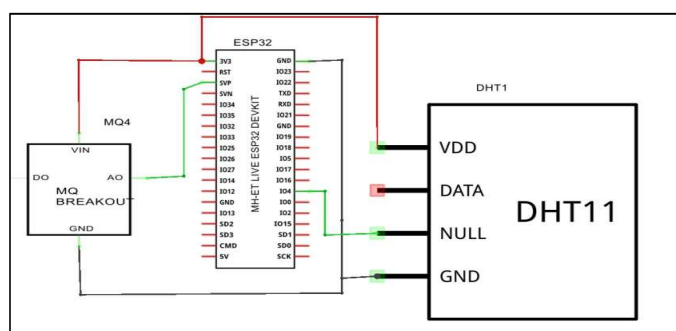 ESP32
3V3
RST
SVP
SVN
IO34
IO35
IO32
IO33
IO25
IO26
IO27
IO14
IO12
GND
IO13
SD2
SD3
CMD
5V
MH-ET LIVE ESP32 DEVKIT
GND
IO23
IO22
TXD
RXD
IO21
GND
IO19
IO18
IO5
IO17
IO16
IO4
IO0
IO2
IO15
SD1
SD0
SCK
MQ4
VIN
DO
AO
MQ
BREAKOUT
GND
DHT1
VDD
DATA
NULL
GND
DHT11